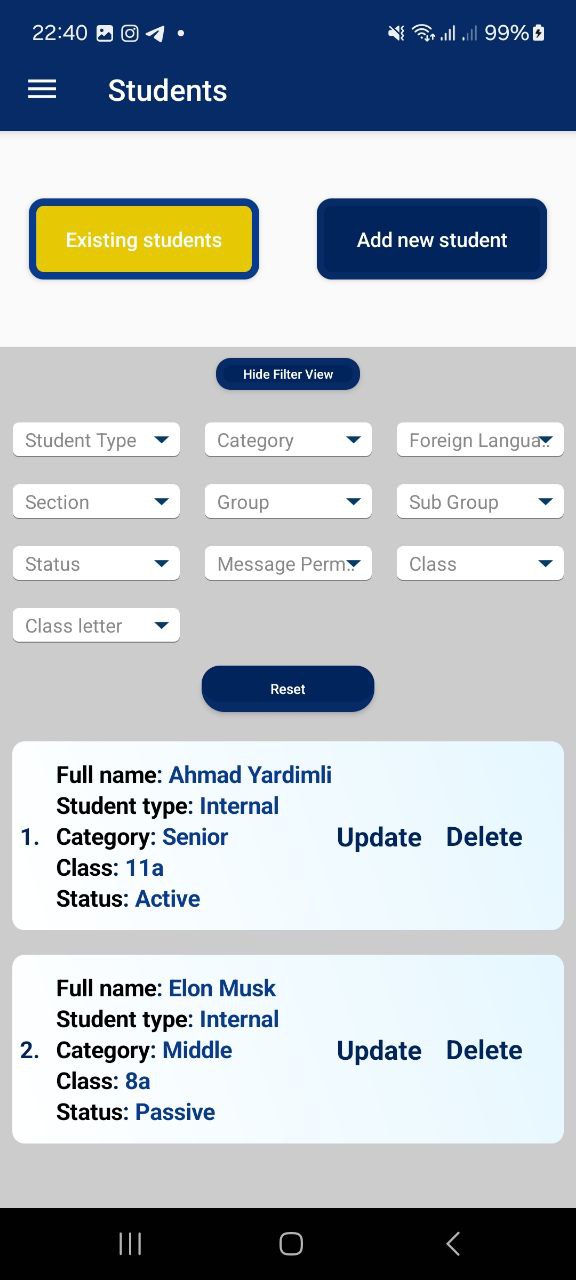 22:40 99%
Students
Existing students Add new student
Hide Filter View
Student Type Category Foreign Langua..
Section Group Sub Group
Status Message Perm.. Class
Class letter
Reset
Full name: Ahmad Yardimli
Student type: Internal
1. Category: Senior Update Delete
Class: 11a
Status: Active
Full name: Elon Musk
Student type: Internal
2. Category: Middle Update Delete
Class: 8a
Status: Passive